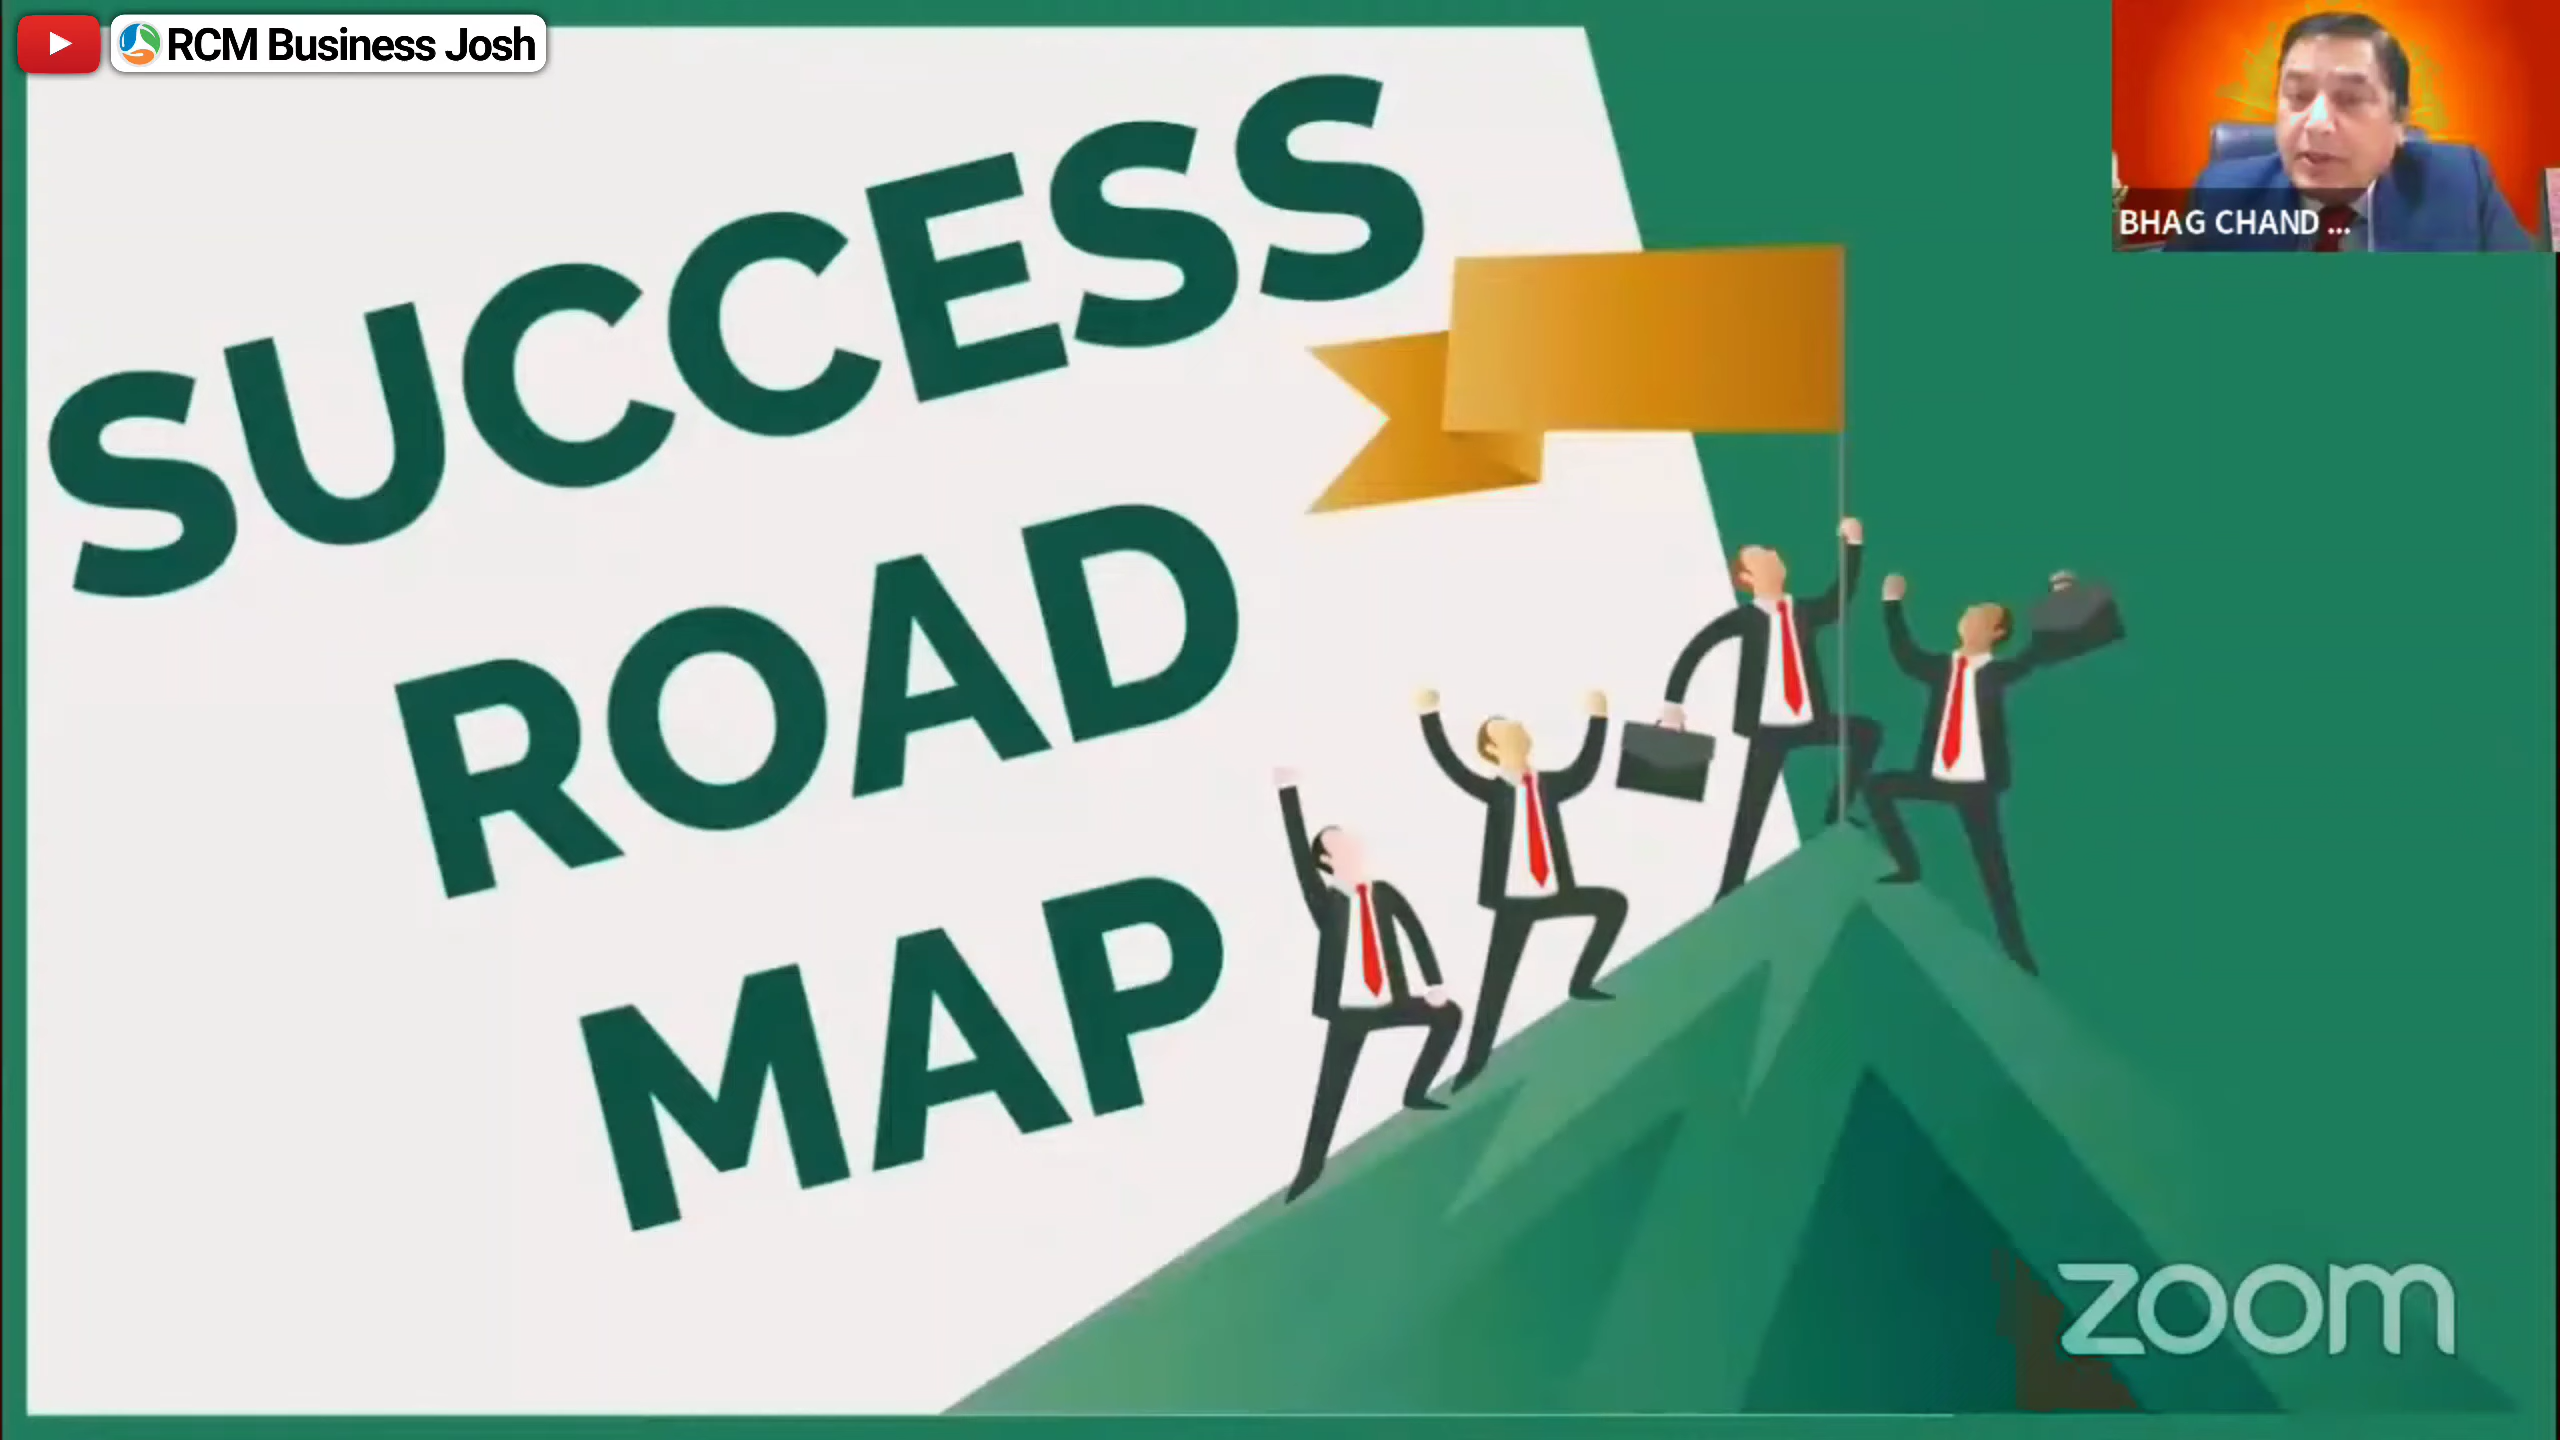 RCM Business Josh
BHAG CHAND ...
SUCCESS
ROAD
MAP
zoom